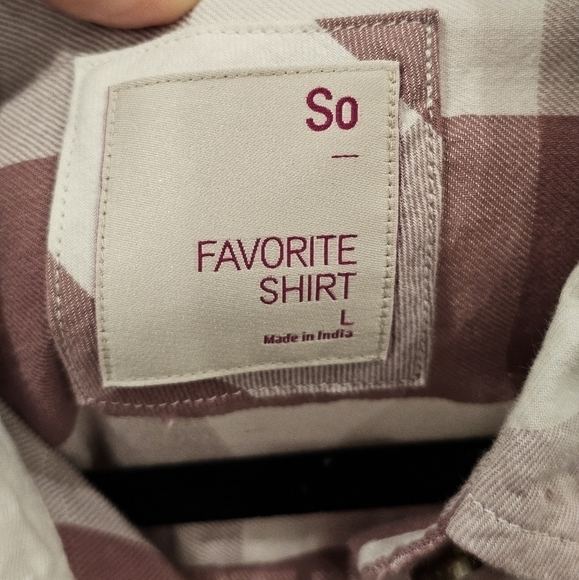 So
—
FAVORITE
SHIRT
L
Made in India